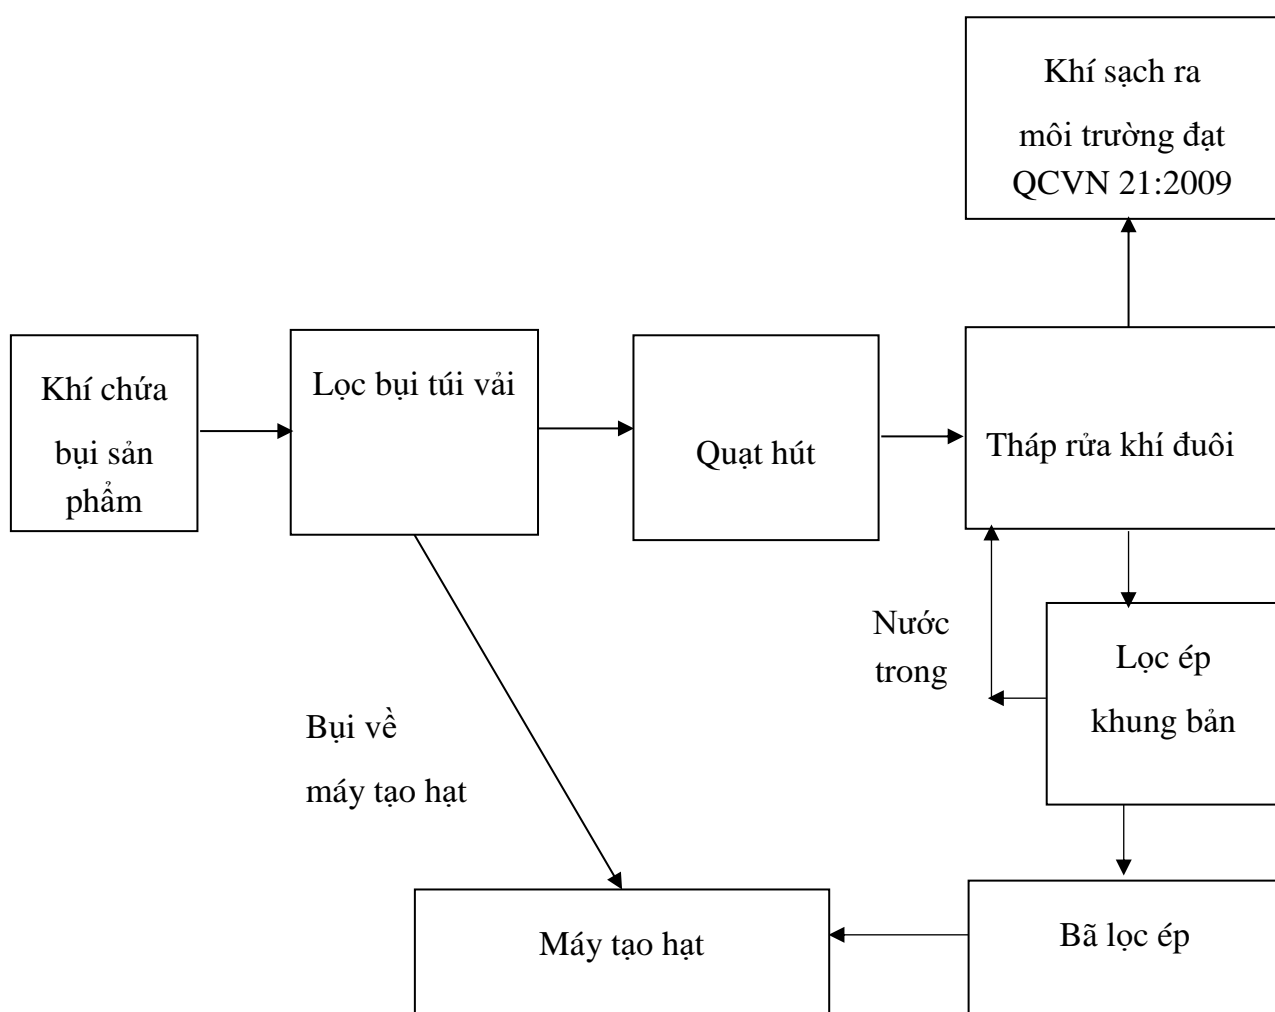 Khí sạch ra
môi trường đạt
QCVN 21:2009
Khí chứa
bụi sản
phẩm
Lọc bụi túi vải
Quạt hút
Tháp rửa khí đuôi
Nước
trong
Lọc ép
khung bản
Bụi về
máy tạo hạt
Máy tạo hạt
Bã lọc ép